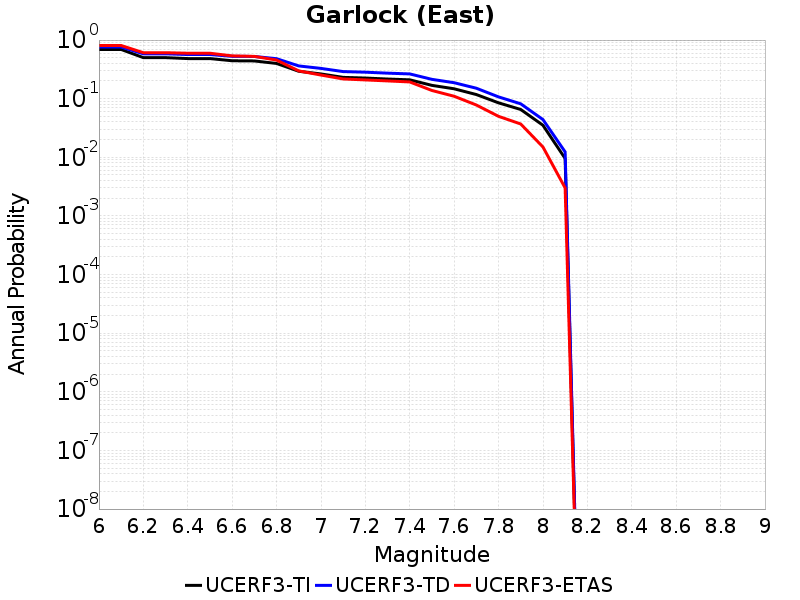 Garlock (East)
10^0
10^-1
10^-2
10^-3
10^-4
10^-5
10^-6
10^-7
10^-8
Annual Probability
6 6.2 6.4 6.6 6.8 7 7.2 7.4 7.6 7.8 8 8.2 8.4 8.6 8.8 9
Magnitude
UCERF3-TI UCERF3-TD UCERF3-ETAS